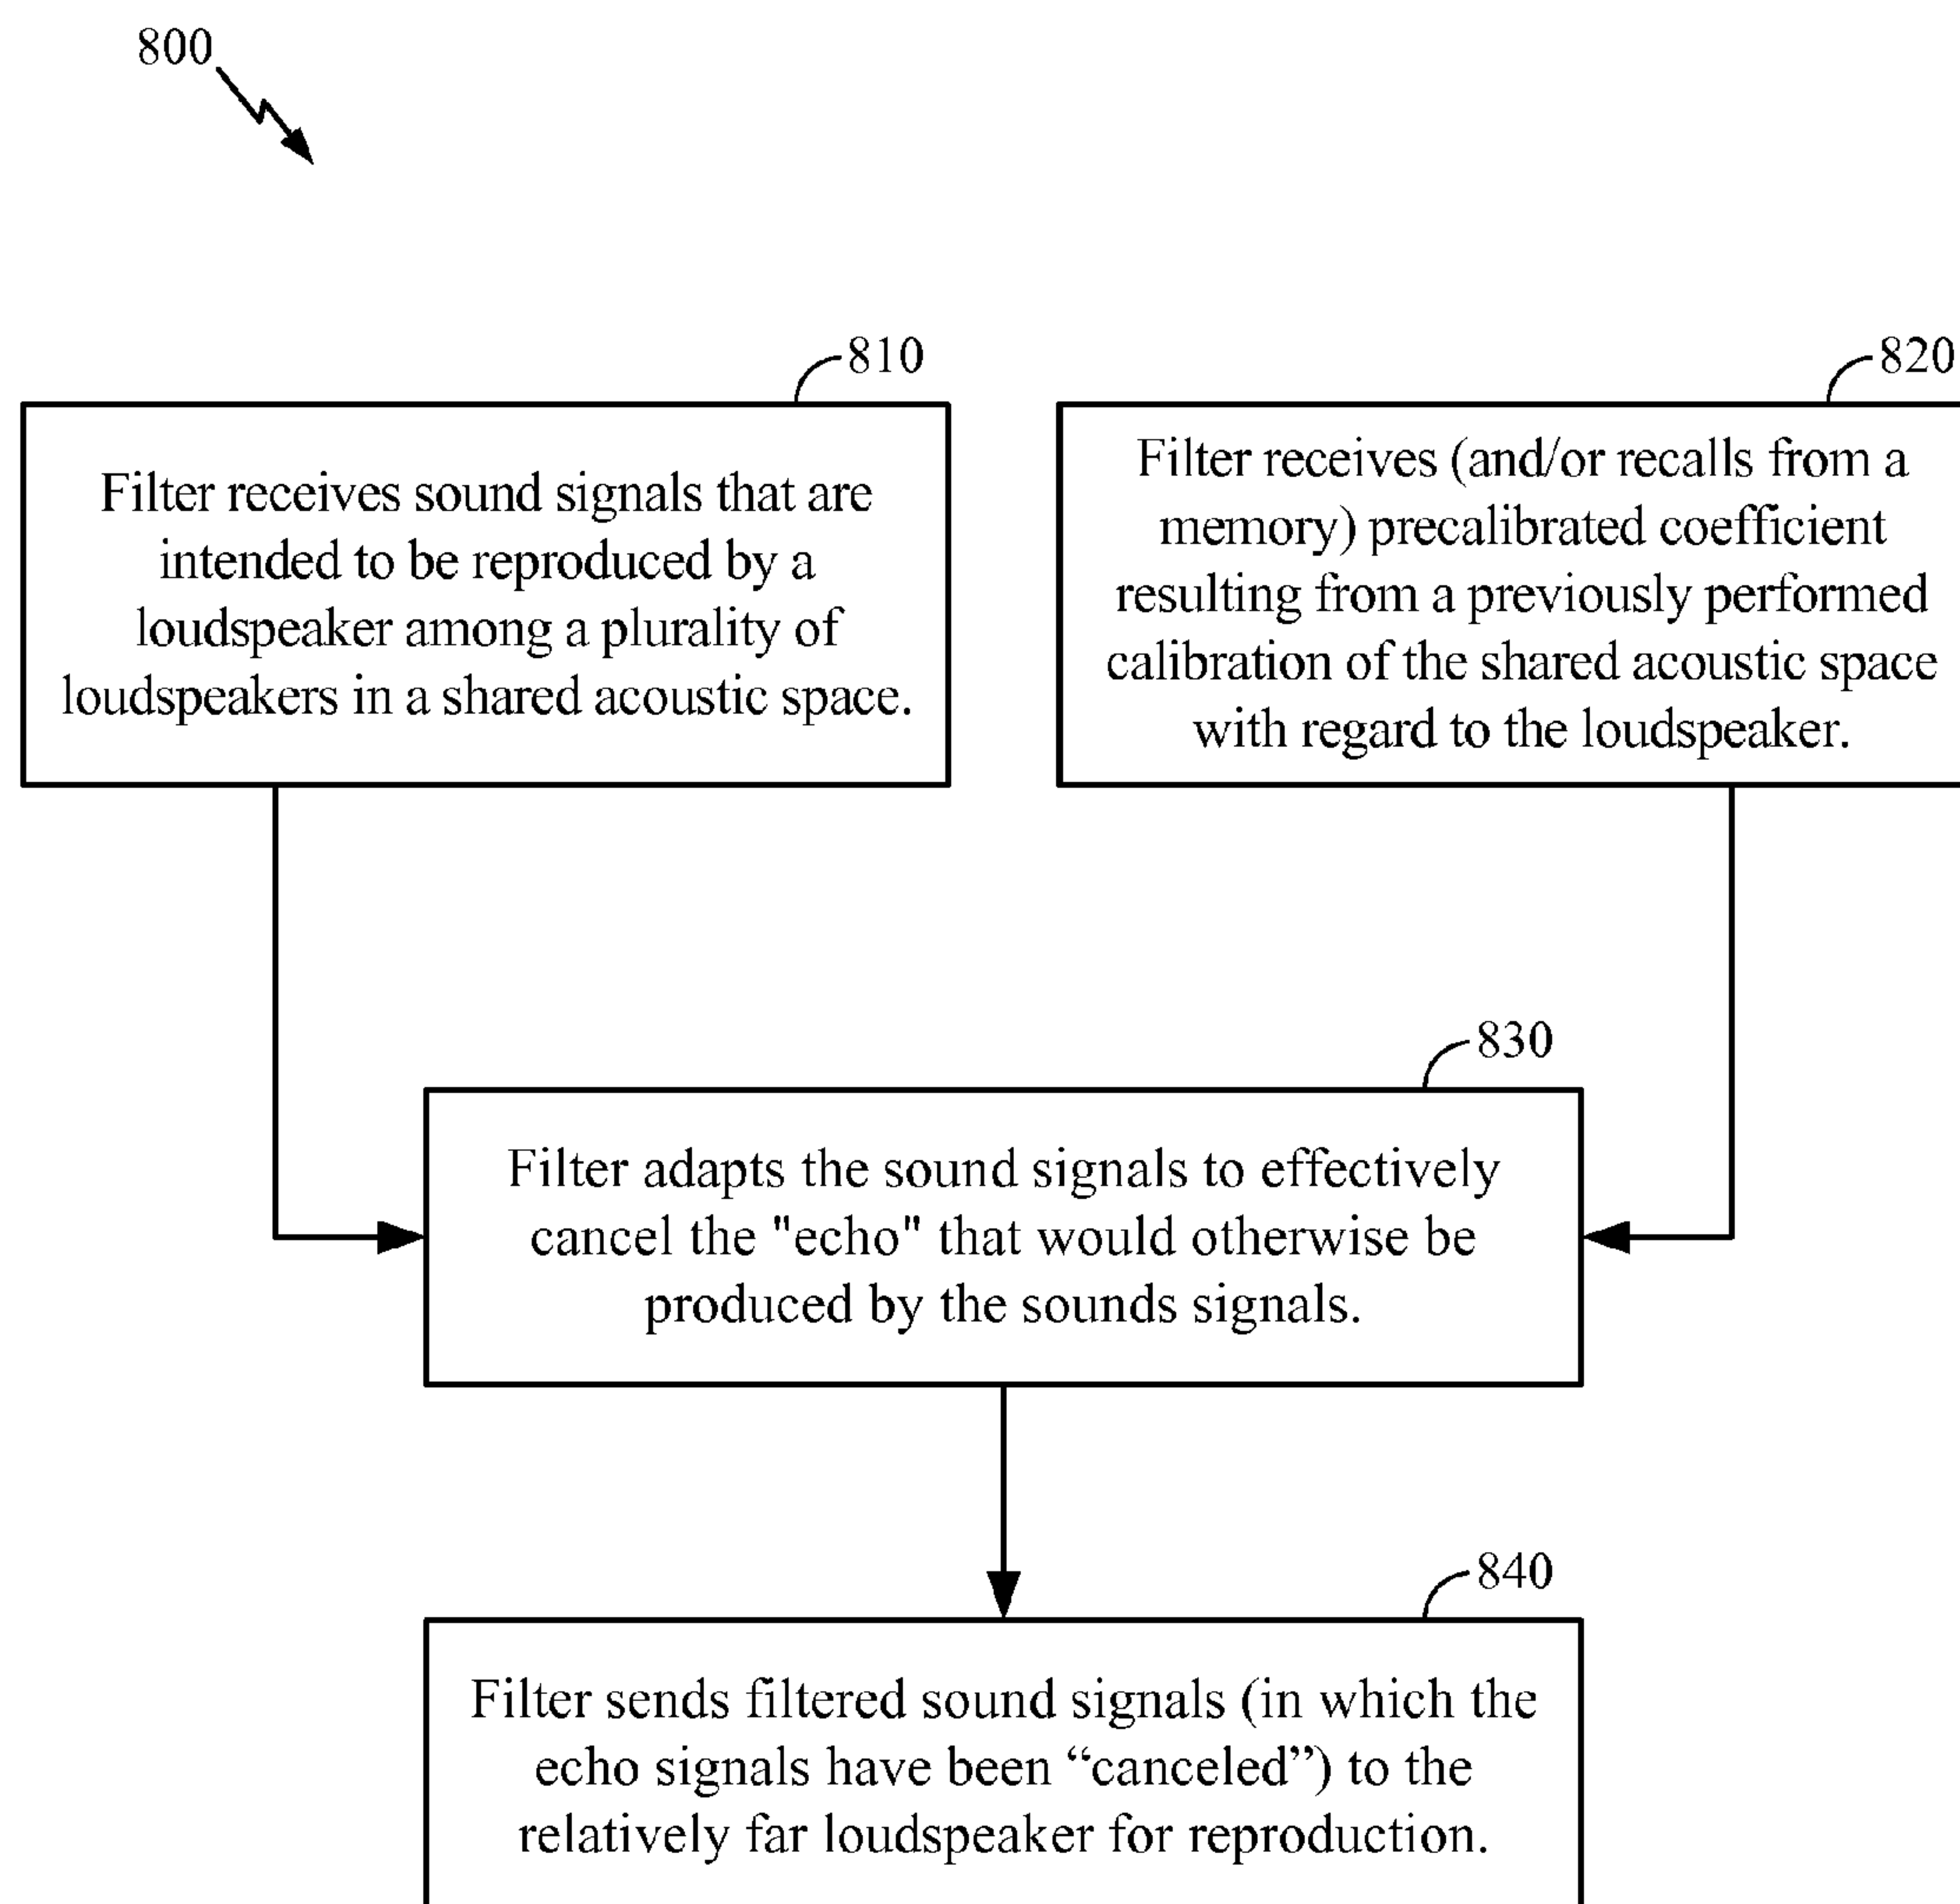 800
810
Filter receives sound signals that are
intended to be reproduced by a
loudspeaker among a plurality of
loudspeakers in a shared acoustic space.
820
Filter receives (and/or recalls from a
memory) precalibrated coefficient
resulting from a previously performed
calibration of the shared acoustic space
with regard to the loudspeaker.
830
Filter adapts the sound signals to effectively
cancel the "echo" that would otherwise be
produced by the sounds signals.
840
Filter sends filtered sound signals (in which the
echo signals have been “canceled”) to the
relatively far loudspeaker for reproduction.